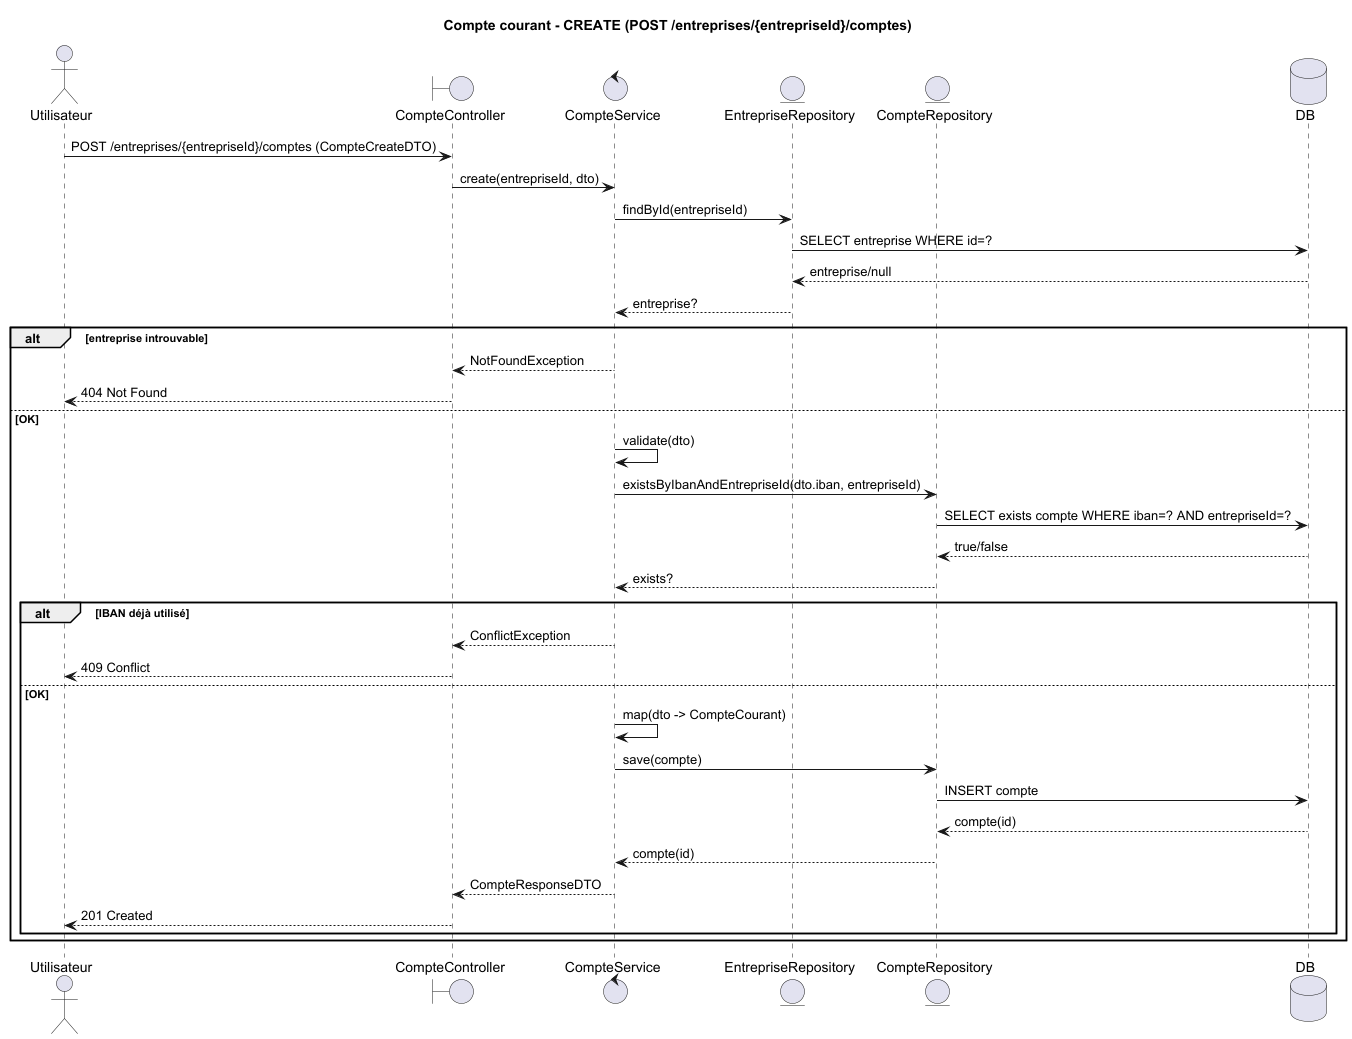 Compte courant - CREATE (POST /entreprises/{entrepriseId}/comptes)
Utilisateur
CompteController
CompteService
EntrepriseRepository
CompteRepository
DB
POST /entreprises/{entrepriseId}/comptes (CompteCreateDTO)
create(entrepriseId, dto)
findById(entrepriseId)
SELECT entreprise WHERE id=?
entreprise/null
entreprise?
alt [entreprise introuvable]
NotFoundException
404 Not Found
[OK]
validate(dto)
existsByIbanAndEntrepriseId(dto.iban, entrepriseId)
SELECT exists compte WHERE iban=? AND entrepriseId=?
true/false
exists?
alt [IBAN déjà utilisé]
ConflictException
409 Conflict
[OK]
map(dto -> CompteCourant)
save(compte)
INSERT compte
compte(id)
compte(id)
CompteResponseDTO
201 Created
Utilisateur
CompteController
CompteService
EntrepriseRepository
CompteRepository
DB